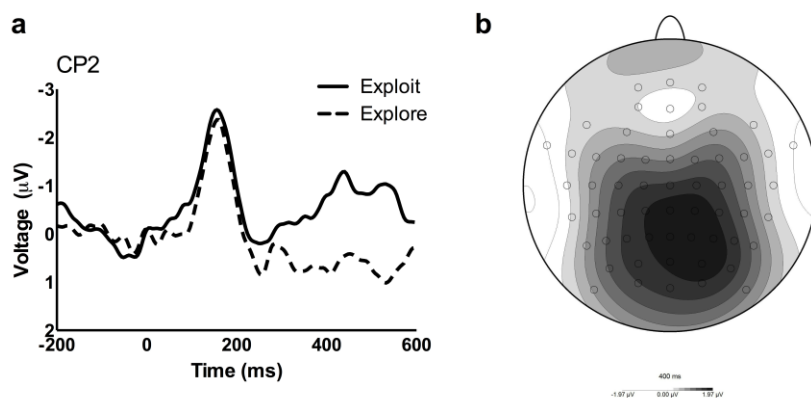 a
CP2
Exploit
Explore
Voltage (µV)
-3
-2
-1
0
1
2
-200
0
200
400
600
Time (ms)
b
400 ms
-1.97 µV
0.00 µV
1.97 µV